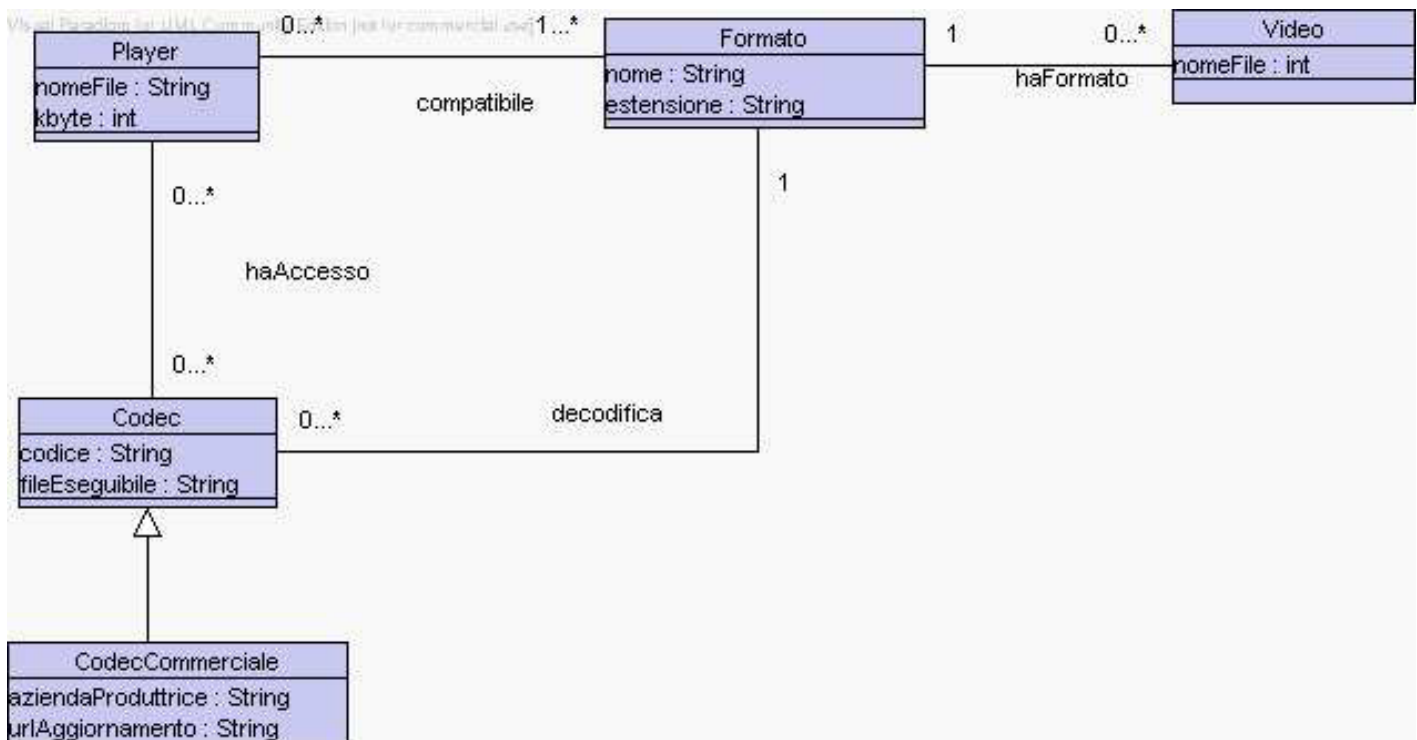 Player
nomeFile : String
kbyte : int
0...*
1...*
compatibile
Formato
nome : String
estensione : String
1
0...*
haFormato
Video
nomeFile : int
0...*
haAccesso
0...*
1
Codec
codice : String
fileEseguibile : String
0...*
decodifica
CodecCommerciale
aziendaProduttrice : String
urlAggiornamento : String